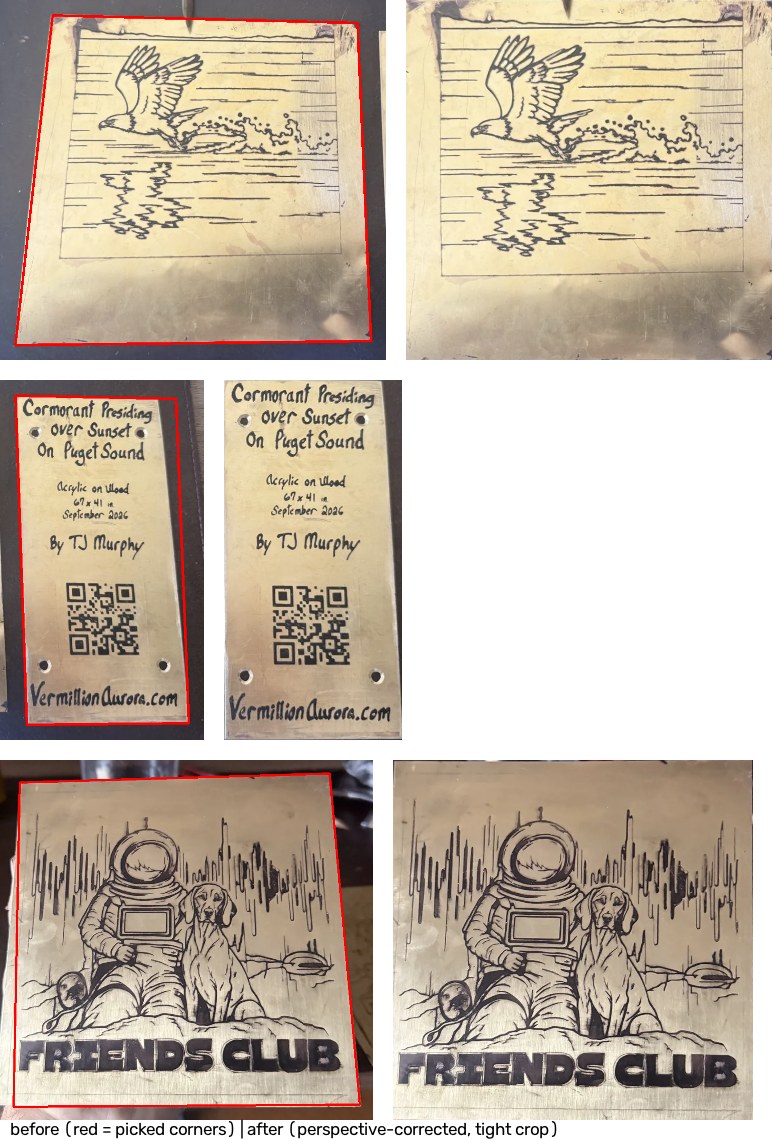 Cormorant Presiding
over Sunset
On Puget Sound
Acrylic on Wood
67 x 41 in
September 2026
By TJ Murphy
VermillionAurora.com
Cormorant Presiding
over Sunset
On Puget Sound
Acrylic on Wood
67 x 41 in
September 2026
By TJ Murphy
VermillionAurora.com
FRIENDS CLUB
FRIENDS CLUB
before (red = picked corners) | after (perspective-corrected, tight crop)